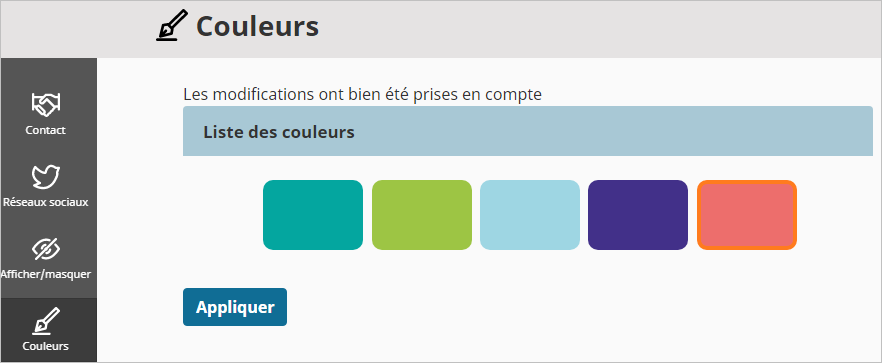 Couleurs
Contact
Réseaux sociaux
Afficher/masquer
Couleurs
Les modifications ont bien été prises en compte
Liste des couleurs
Appliquer